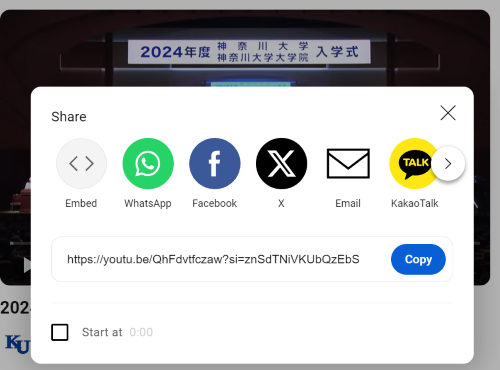 2024年度 神奈川大学 神奈川大学大学院 入学式
Share
TALK
Embed
WhatsApp
Facebook
X
Email
KakaoTalk
https://youtu.be/QhFdvtfczaw?si=znSdTNiVKUbQzEbS
Copy
202
KU
Start at 0:00